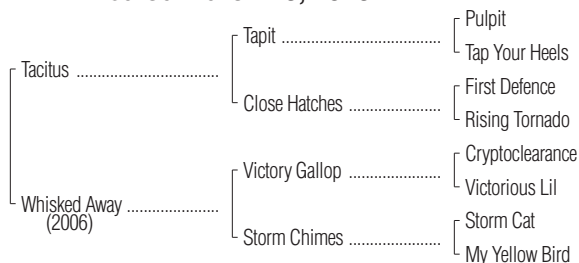 Pulpit
Tapit ........................................
Tap Your Heels
Tacitus ....................................
First Defence
Close Hatches .......................
Rising Tornado
Cryptoclearance
Victory Gallop .......................
Victorious Lil
Whisked Away .......................
(2006)
Storm Cat
Storm Chimes .......................
My Yellow Bird